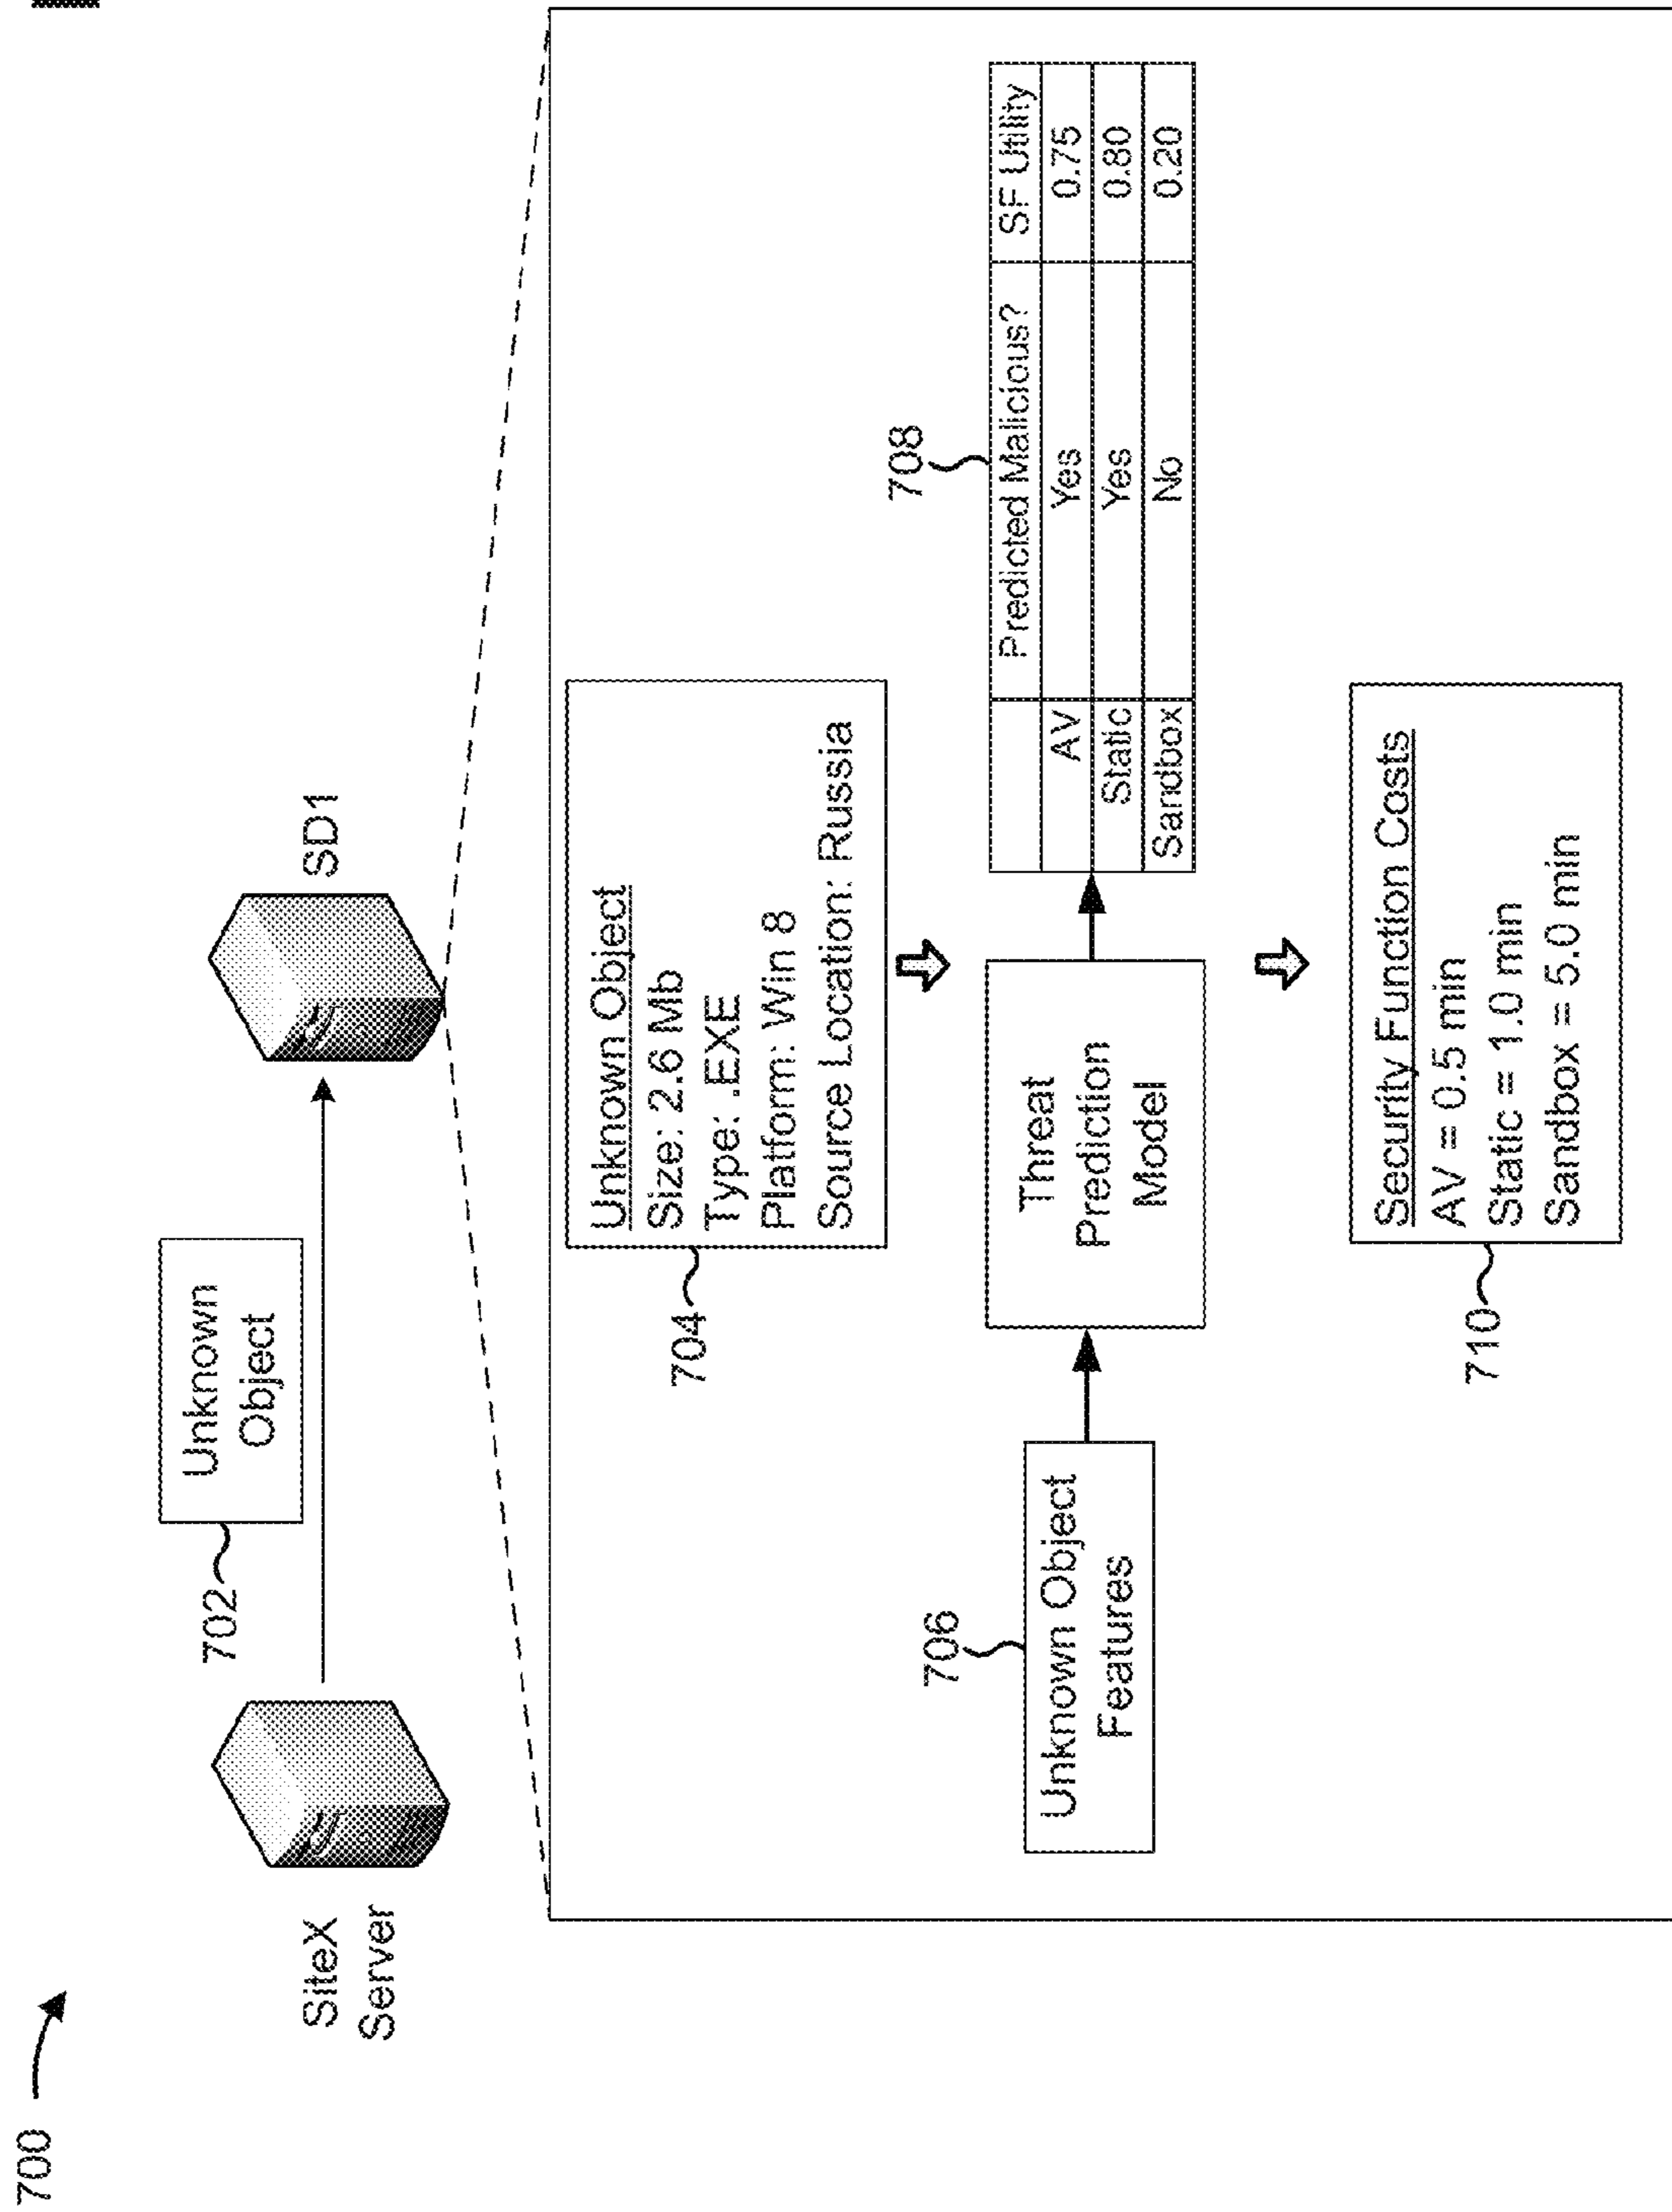 700
SiteX
Server
702
Unknown
Object
SD1
704
Unknown Object
Size: 2.6 Mb
Type: .EXE
Platform: Win 8
Source Location: Russia
706
Unknown Object
Features
Threat
Prediction
Model
708
Predicted Malicious? SF Utility
AV Yes 0.75
Static Yes 0.80
Sandbox No 0.20
710
Security Function Costs
AV = 0.5 min
Static = 1.0 min
Sandbox = 5.0 min